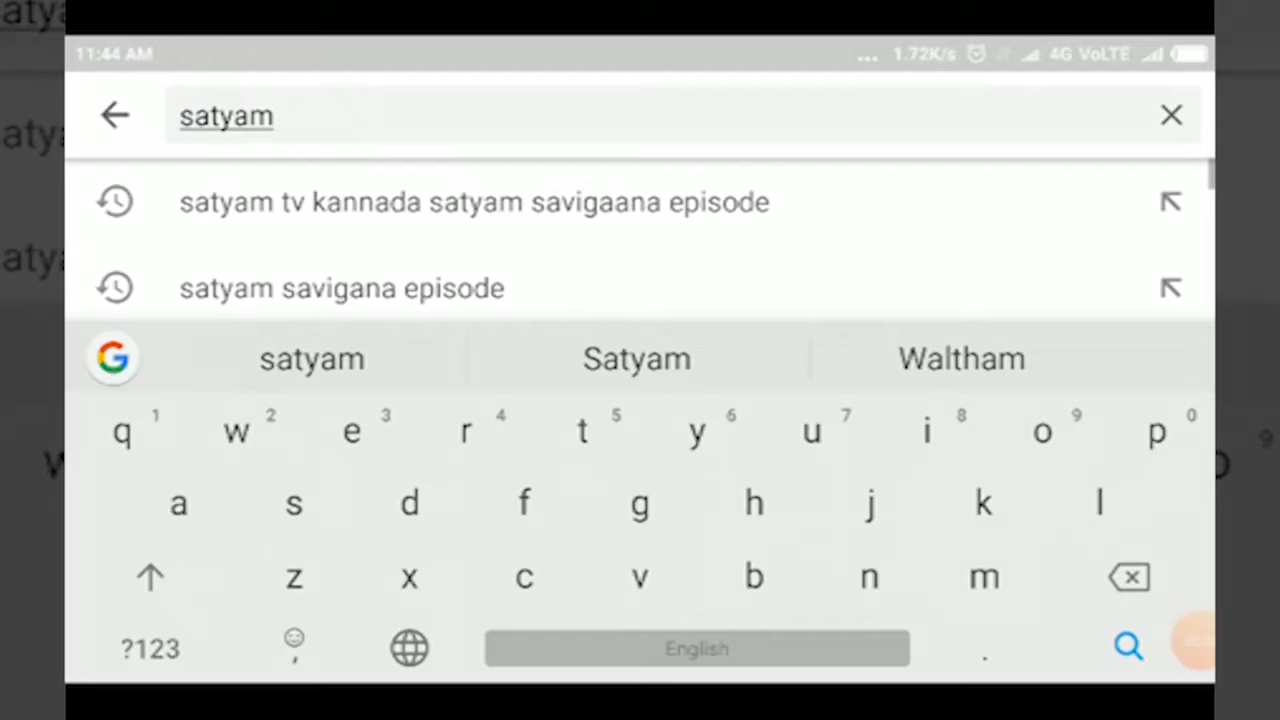 11:44 AM ... 1.72K/s 4G VoLTE
satyam
satyam tv kannada satyam savigaana episode
satyam savigana episode
satyam Satyam Waltham
q 1 w 2 e 3 r 4 t 5 y 6 u 7 i 8 o 9 p 0
a s d f g h j k l
z x c v b n m
?123 , English .